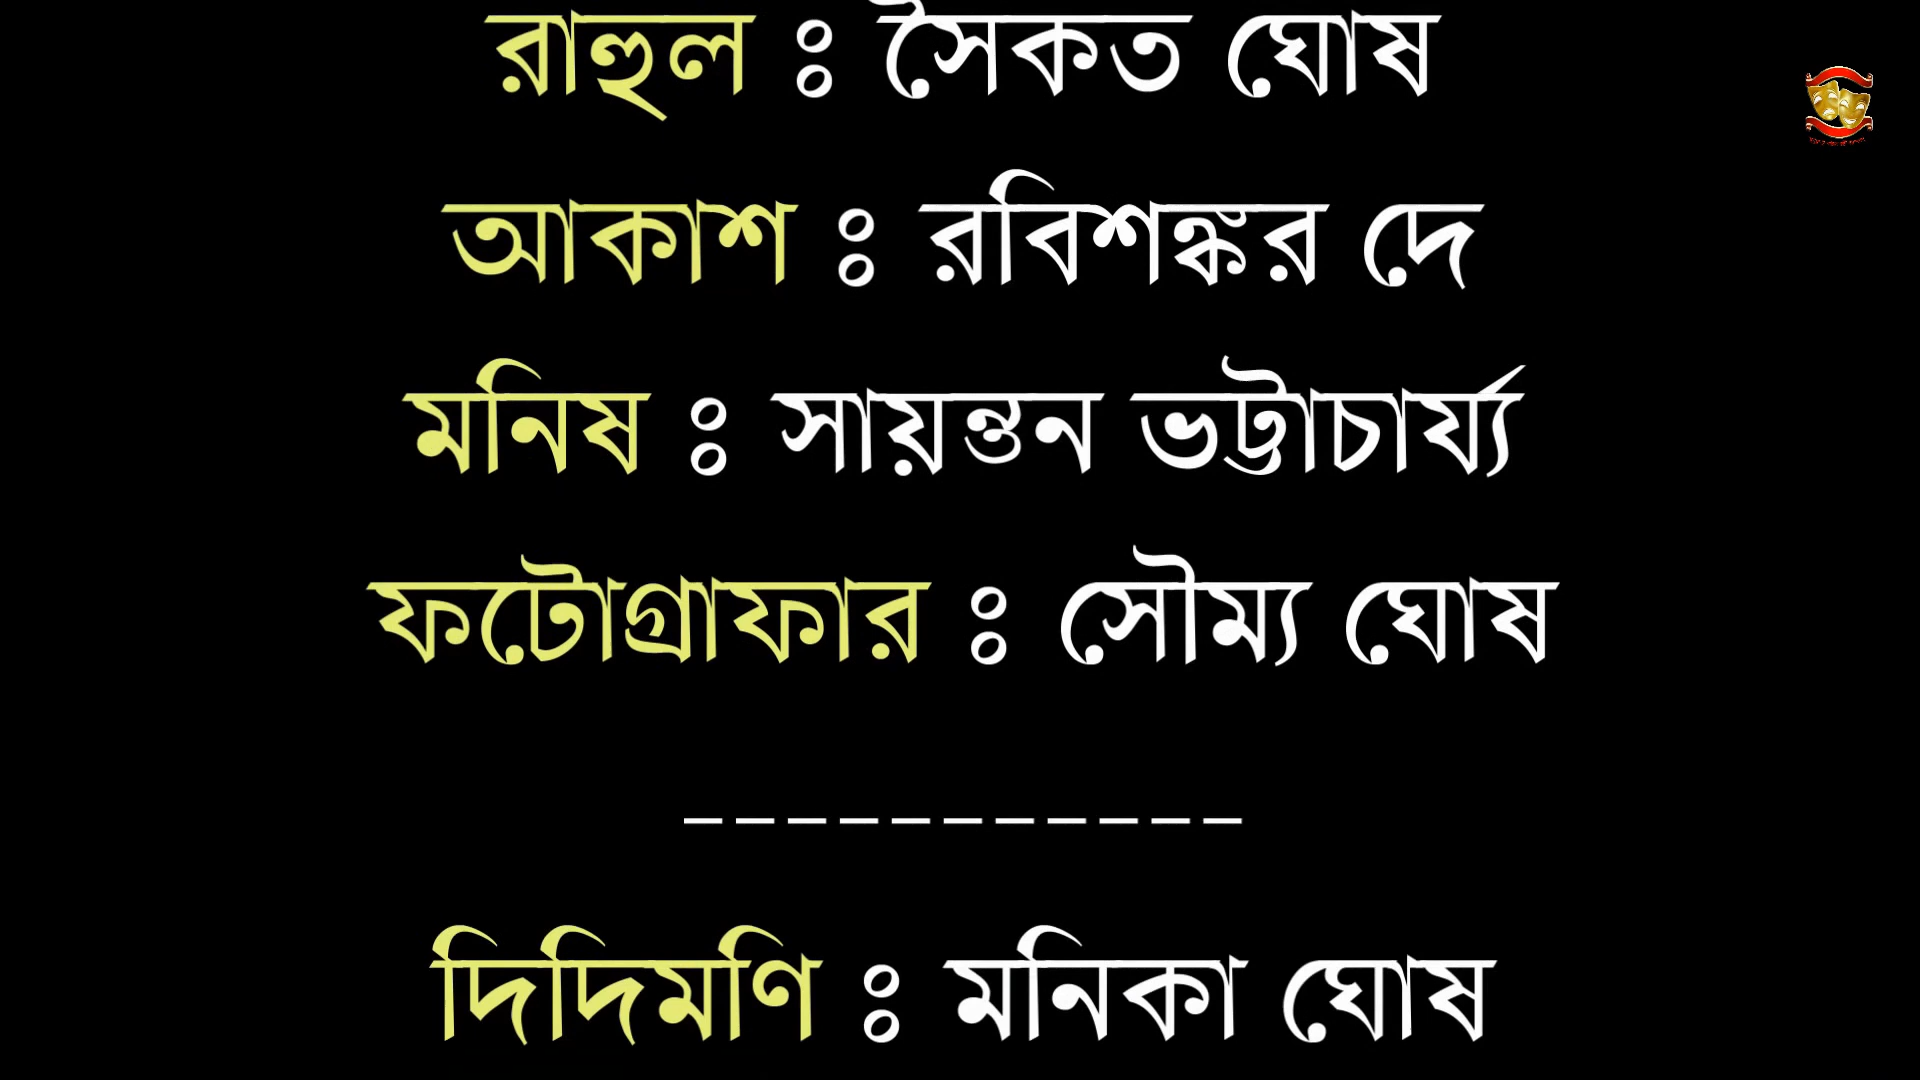 রাহুল ঃ সৈকত ঘোষ
আকাশ ঃ রবিশঙ্কর দে
মনিষ ঃ সায়ন্তন ভট্টাচার্য্য
ফটোগ্রাফার ঃ সৌম্য ঘোষ
------------
দিদিমণি ঃ মনিকা ঘোষ